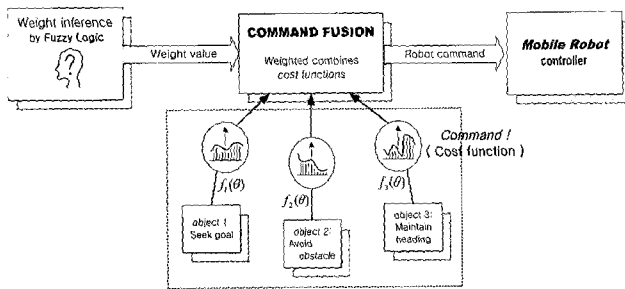 Weight inference
by Fuzzy Logic
?
Weight value
COMMAND FUSION
Weighted combines
cost functions
Robot command
Mobile Robot
controller
Command !
( Cost function )
f₁(θ)
f₂(θ)
f₃(θ)
object 1:
Seek goal
object 2:
Avoid
obstacle
object 3:
Maintain
heading